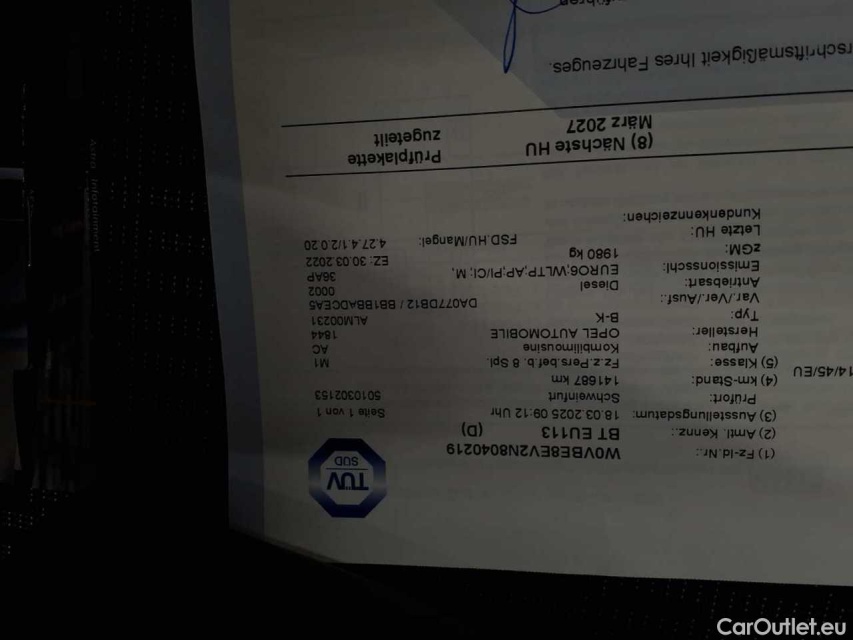 TÜV
SÜD
(1) Fz-Id.Nr.: W0VBE8EV2N8040219
(2) Amtl. Kennz.: BT EU113 (D)
(3) Ausstellungsdatum: 18.03.2025 09:12 Uhr Seite 1 von 1
Prüfort: Schweinfurt 5010302153
(4) km-Stand: 141687 km
14/45/EU
(5) Klasse: Fz.z.Pers.bef.b. 8 Spl. M1
Aufbau: Kombilimousine AC
Hersteller: OPEL AUTOMOBILE 1844
Typ: B-K ALM00231
Var./Ver./Ausf.: DA077DB12 / BB1BBADCEA5
Antriebsart: Diesel 0002
Emissionsschl: EURO6;WLTP;AP;PI/CI; M, 36AP
zGM: 1980 kg EZ: 30.03.2022
Letzte HU: FSD.HU/Mangel: 4.27.4.1/2.0.20
Kundenkennzeichen:
(8) Nächste HU Prüfplakette
März 2027 zugeteilt
rschriftsmäßigkeit Ihres Fahrzeuges.
führen
CarOutlet.eu